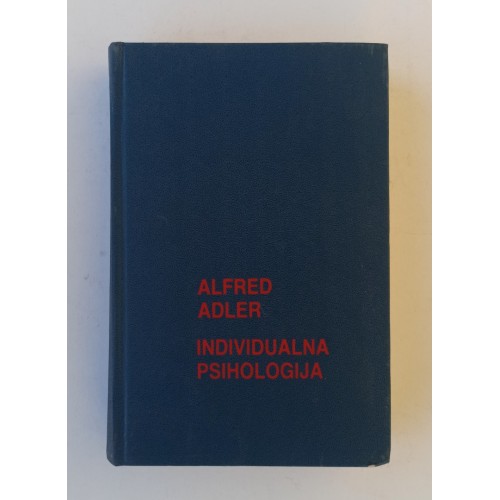 ALFRED
ADLER
INDIVIDUALNA
PSIHOLOGIJA